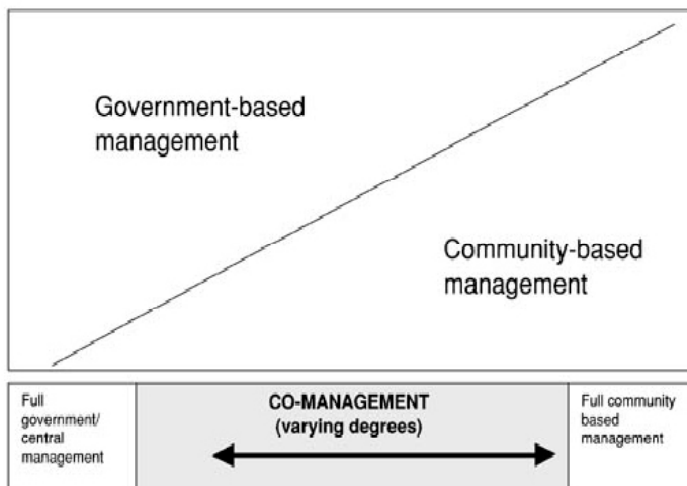 Government-based
management
Community-based
management
Full
government/
central
management
CO-MANAGEMENT
(varying degrees)
Full community
based
management